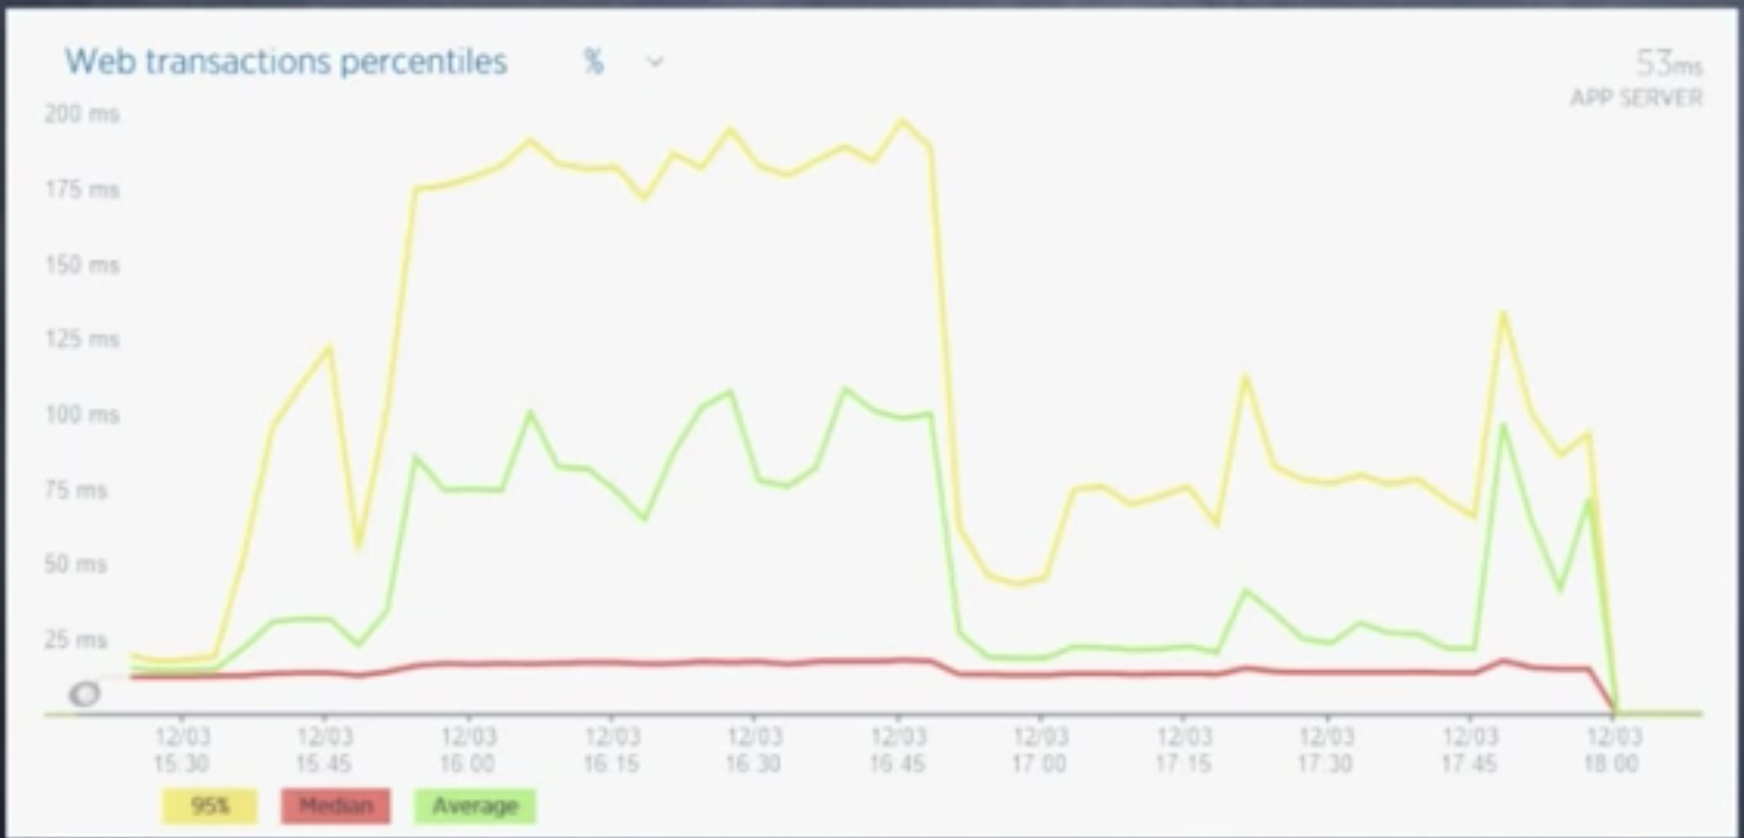 Web transactions percentiles %
53ms
APP SERVER
200 ms
175 ms
150 ms
125 ms
100 ms
75 ms
50 ms
25 ms
12/03 12/03 12/03 12/03 12/03 12/03 12/03 12/03 12/03 12/03 12/03
15:30 15:45 16:00 16:15 16:30 16:45 17:00 17:15 17:30 17:45 18:00
95% Median Average